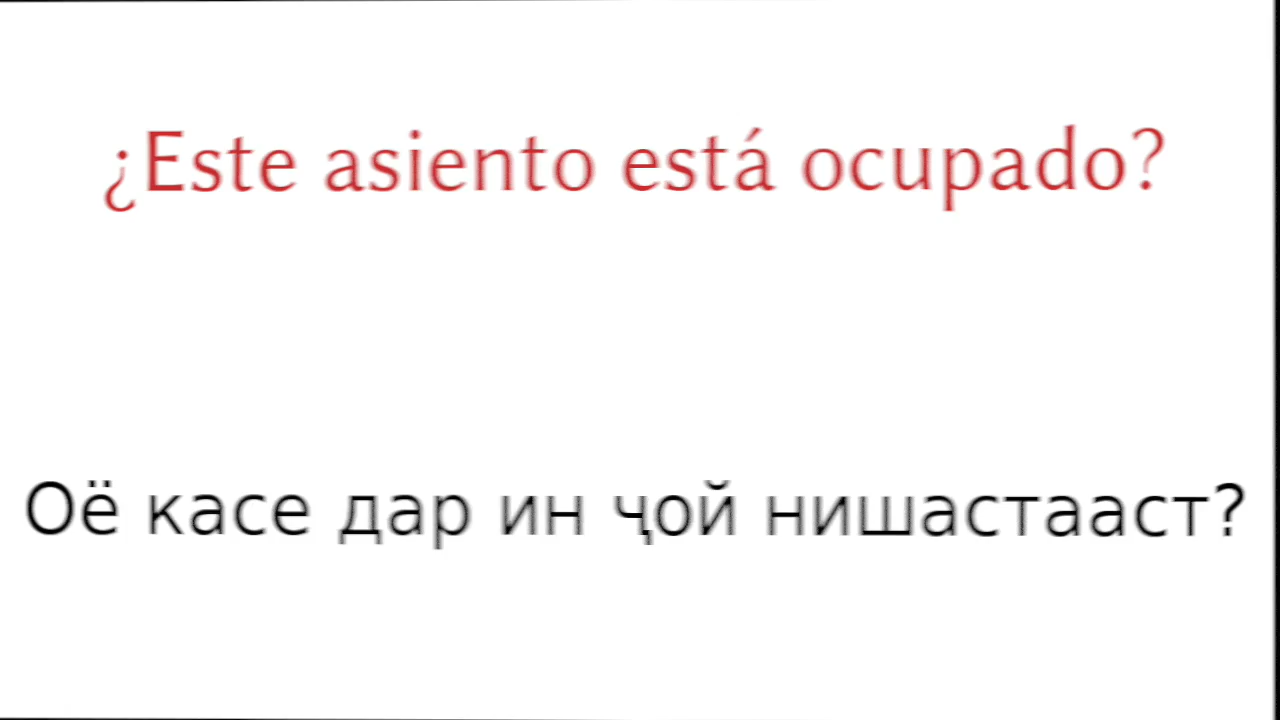 ¿Este asiento está ocupado?
Оё касе дар ин ҷой нишастааст?